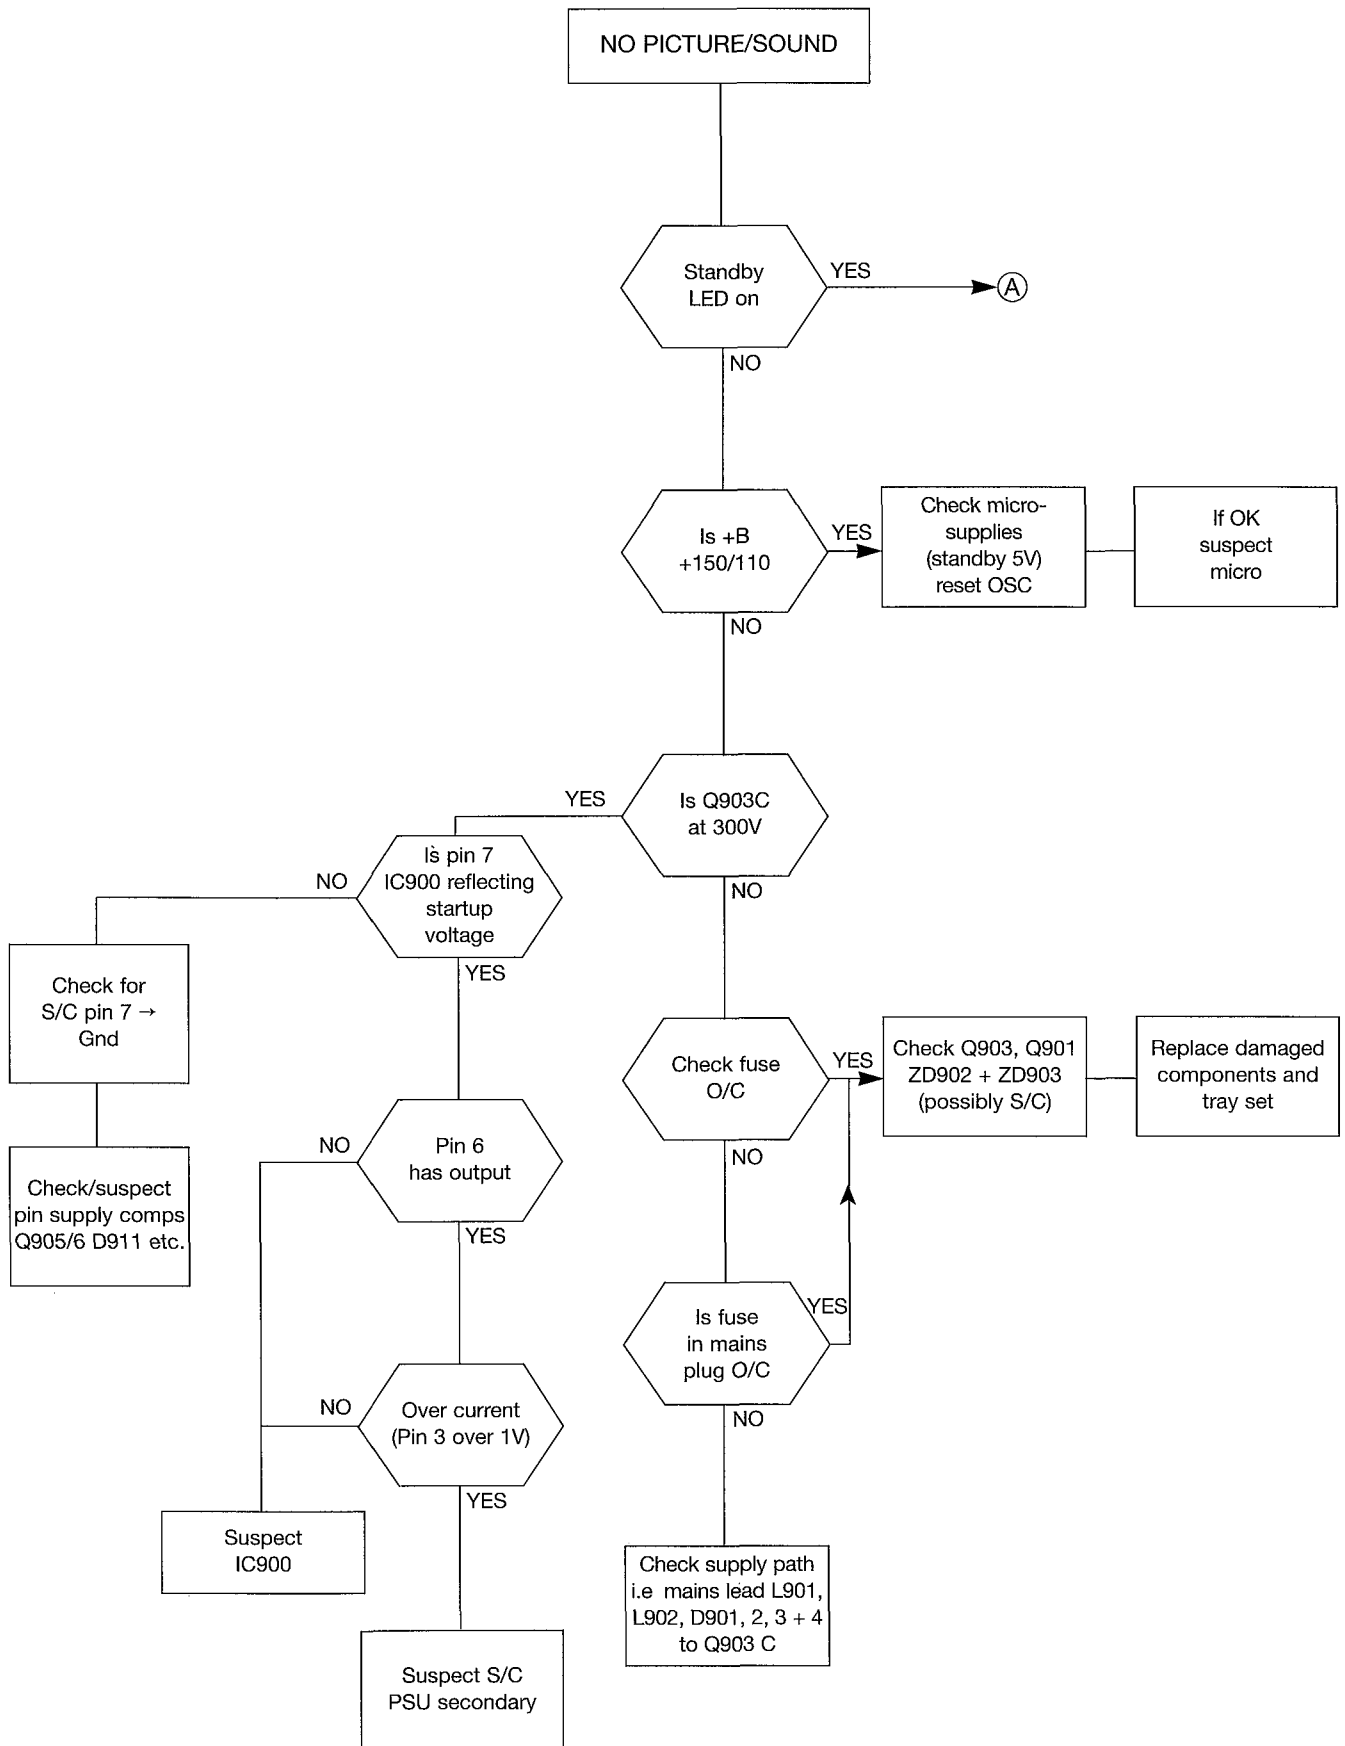 NO PICTURE/SOUND
Standby
LED on
YES
A
NO
Is +B
+150/110
YES
Check micro-
supplies
(standby 5V)
reset OSC
If OK
suspect
micro
NO
Is Q903C
at 300V
YES
NO
Is pin 7
IC900 reflecting
startup
voltage
NO
YES
Check for
S/C pin 7 →
Gnd
Check/suspect
pin supply comps
Q905/6 D911 etc.
Pin 6
has output
NO
YES
Over current
(Pin 3 over 1V)
NO
YES
Suspect
IC900
Suspect S/C
PSU secondary
Check fuse
O/C
YES
Check Q903, Q901
ZD902 + ZD903
(possibly S/C)
Replace damaged
components and
tray set
NO
Is fuse
in mains
plug O/C
YES
NO
Check supply path
i.e mains lead L901,
L902, D901, 2, 3 + 4
to Q903 C